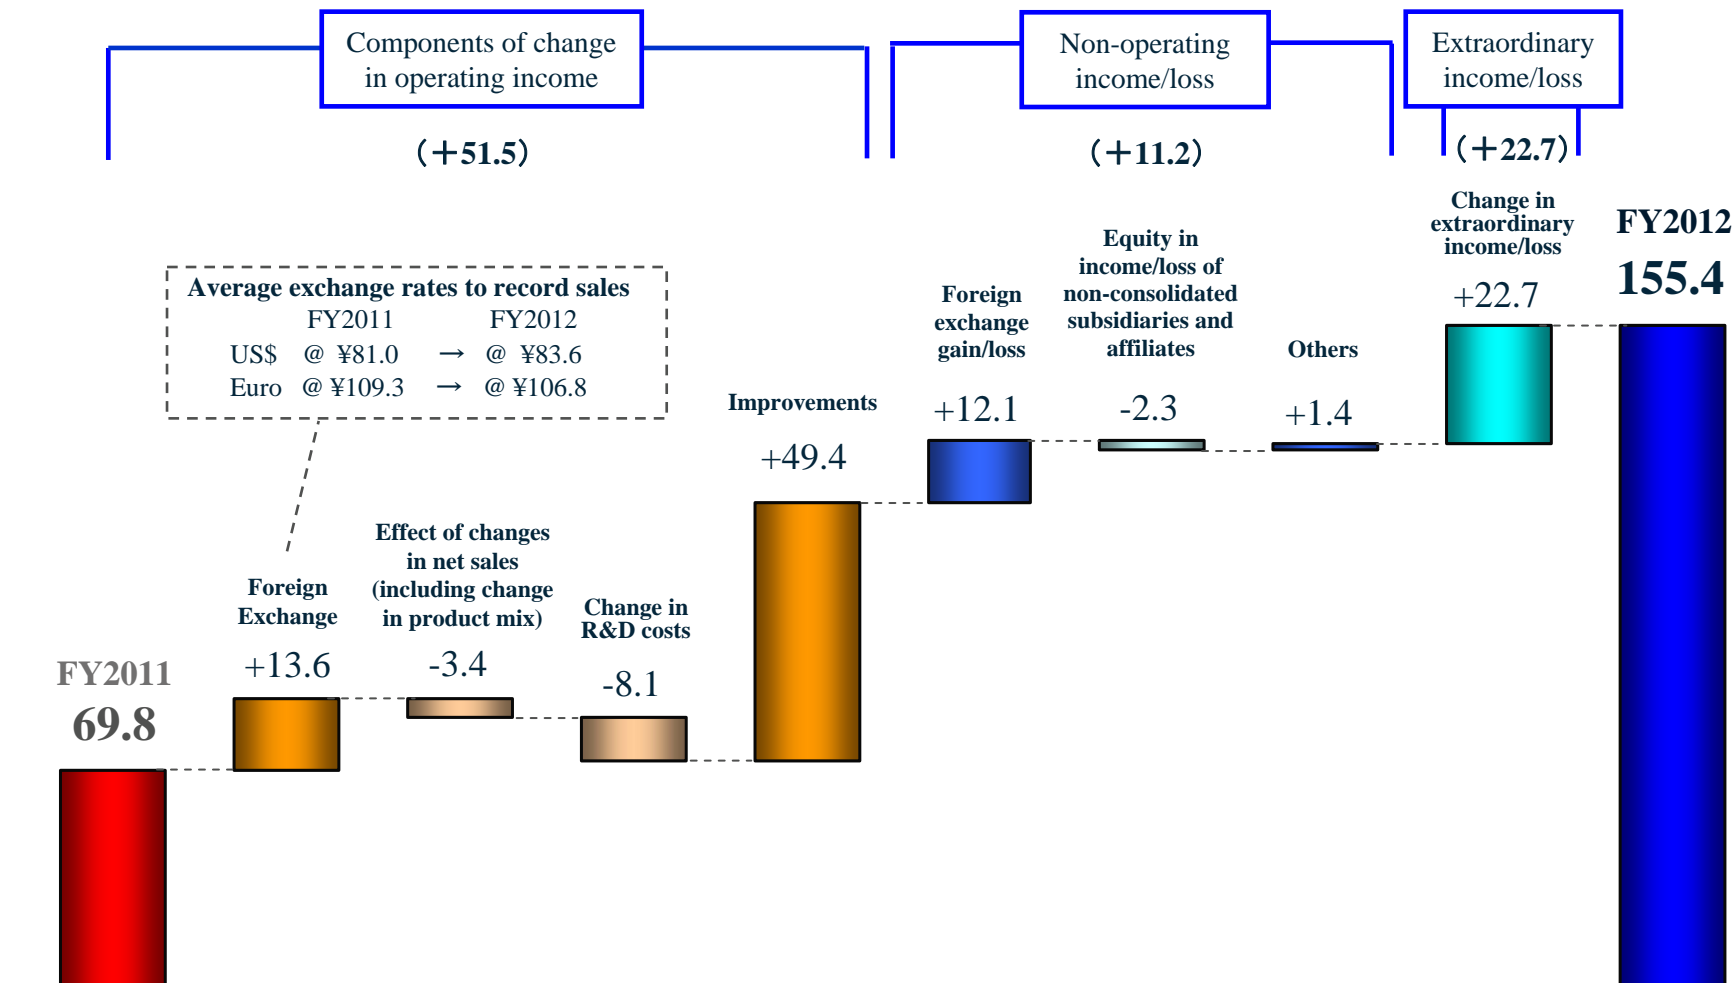 Components of change
in operating income
(+51.5)
Non-operating
income/loss
(+11.2)
Extraordinary
income/loss
(+22.7)
Average exchange rates to record sales
FY2011 FY2012
US$ @ ¥81.0 → @ ¥83.6
Euro @ ¥109.3 → @ ¥106.8
FY2011
69.8
Foreign
Exchange
+13.6
Effect of changes
in net sales
(including change
in product mix)
-3.4
Change in
R&D costs
-8.1
Improvements
+49.4
Foreign
exchange
gain/loss
+12.1
Equity in
income/loss of
non-consolidated
subsidiaries and
affiliates
-2.3
Others
+1.4
Change in
extraordinary
income/loss
+22.7
FY2012
155.4